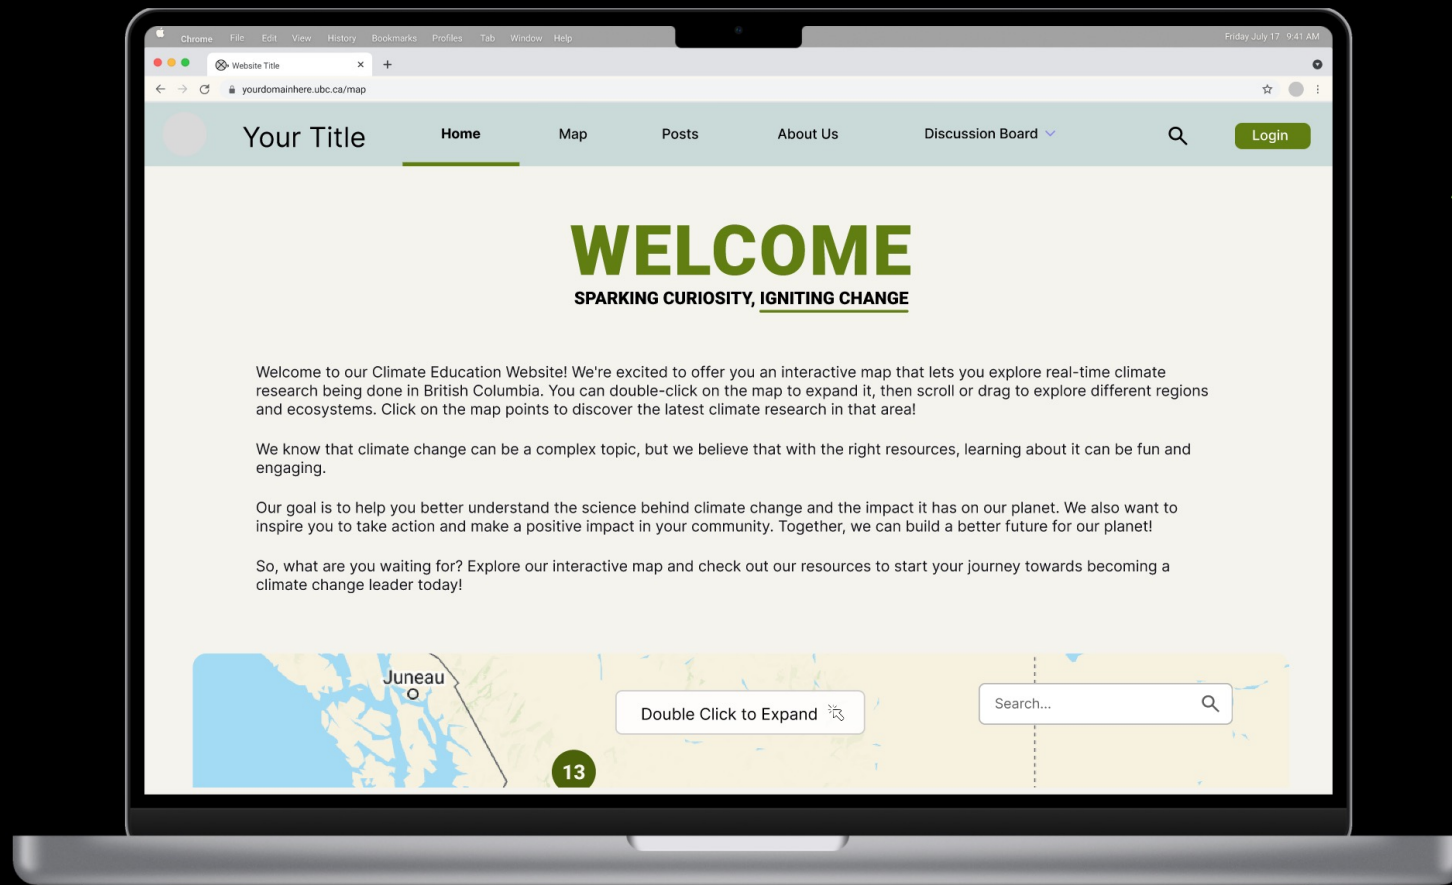 Chrome File Edit View History Bookmarks Profiles Tab Window Help Friday July 17 9:41 AM
Website Title
yourdomainhere.ubc.ca/map
Your Title Home Map Posts About Us Discussion Board Login
WELCOME
SPARKING CURIOSITY, IGNITING CHANGE
Welcome to our Climate Education Website! We're excited to offer you an interactive map that lets you explore real-time climate
research being done in British Columbia. You can double-click on the map to expand it, then scroll or drag to explore different regions
and ecosystems. Click on the map points to discover the latest climate research in that area!
We know that climate change can be a complex topic, but we believe that with the right resources, learning about it can be fun and
engaging.
Our goal is to help you better understand the science behind climate change and the impact it has on our planet. We also want to
inspire you to take action and make a positive impact in your community. Together, we can build a better future for our planet!
So, what are you waiting for? Explore our interactive map and check out our resources to start your journey towards becoming a
climate change leader today!
Juneau
Double Click to Expand
Search...
13